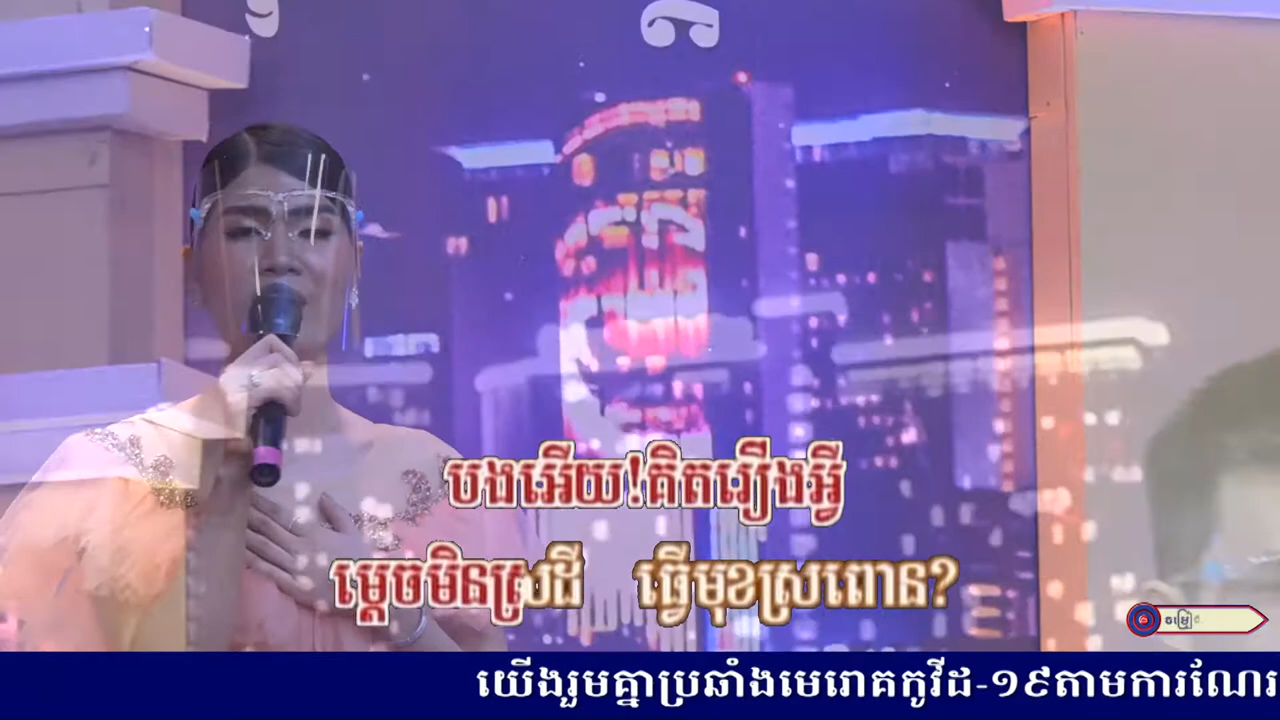 បងអើយ!គិតរឿងអ្វី
ម្ដេចមិនស្រដី ធ្វើមុខស្រពោន?
យើងរួមគ្នាប្រឆាំងមេរោគកូវីដ-១៩តាមការណែរ